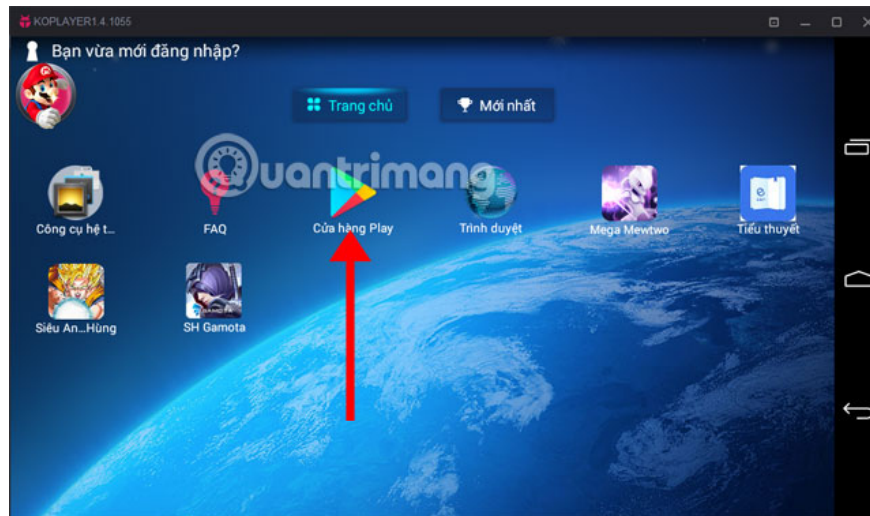 KOPLAYER1.4.1055
Bạn vừa mới đăng nhập?
Trang chủ
Mới nhất
Quantrimang
Công cụ hệ t...
FAQ
Cửa hàng Play
Trình duyệt
Mega Mewtwo
Tiểu thuyết
GAMOTA
Siêu An...Hùng
SH Gamota